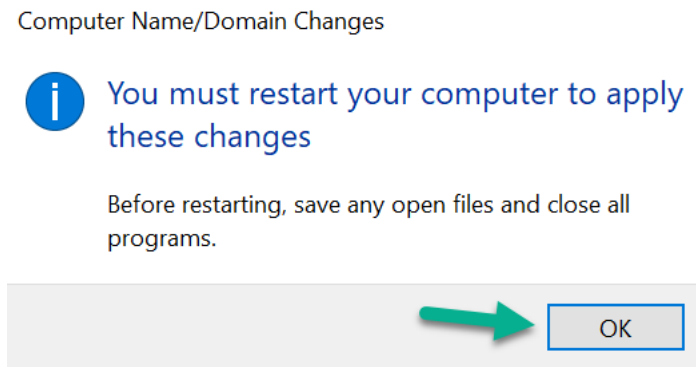 Computer Name/Domain Changes
You must restart your computer to apply
these changes
Before restarting, save any open files and close all
programs.
OK